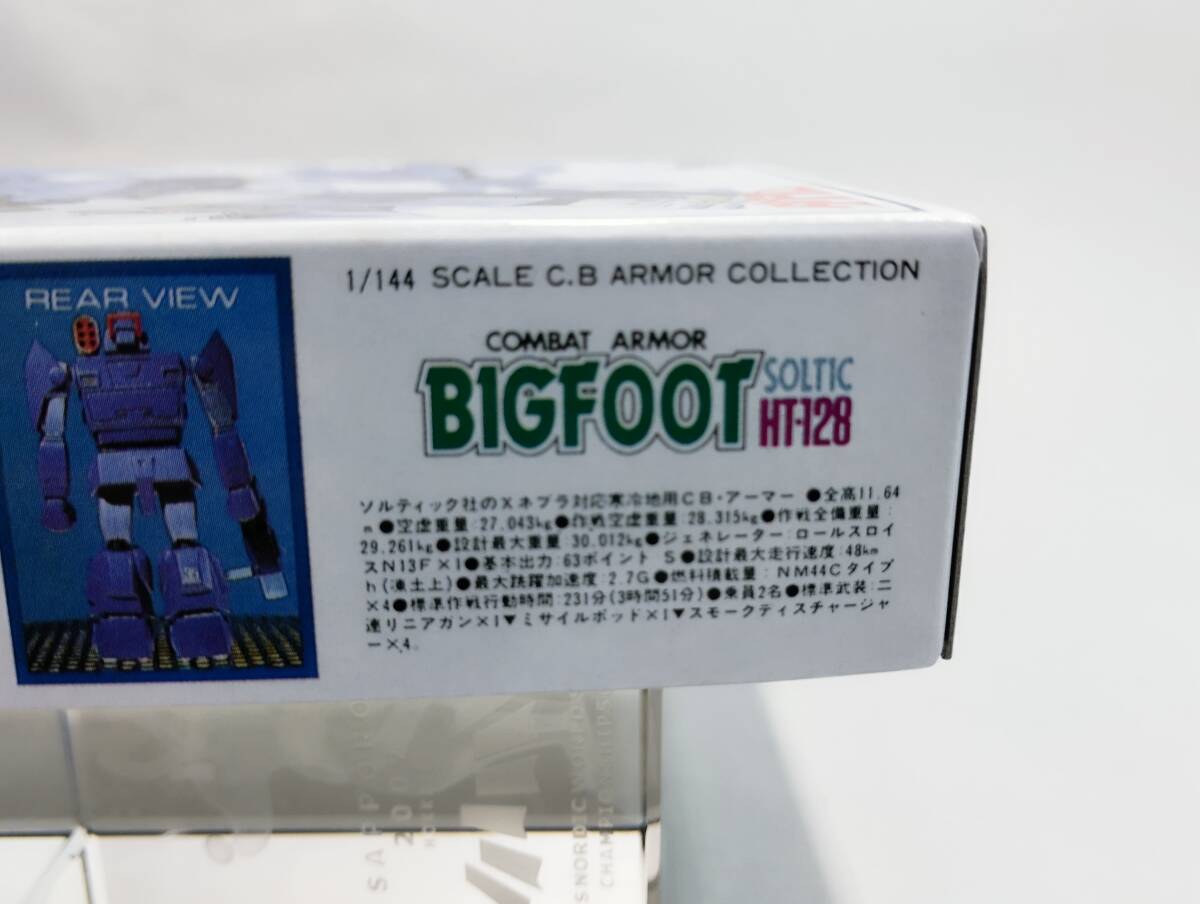 REAR VIEW
1/144 SCALE C.B ARMOR COLLECTION
COMBAT ARMOR
BIGFOOT
SOLTIC
HT-128
ソルティック社のXネブラ対応寒冷地用CB・アーマー ●全高11.64
m ●空虚重量:27.043kg●作戦空虚重量:28.315kg●作戦全備重量:
29.261kg●設計最大重量:30.012kg●ジェネレーター:ロールスロイ
スN13F×1●基本出力:63ポイント S●設計最大走行速度:48km
h(凍土上)●最大跳躍加速度:2.7G●燃料積載量:NM44Cタイプ
×4●標準作戦行動時間:231分(3時間51分)●乗員2名●標準武装:二
連リニアガン×1▼ミサイルポッド×1▼スモークディスチャージャ
ー×4。
SAPPORO
NORDIC WORLD